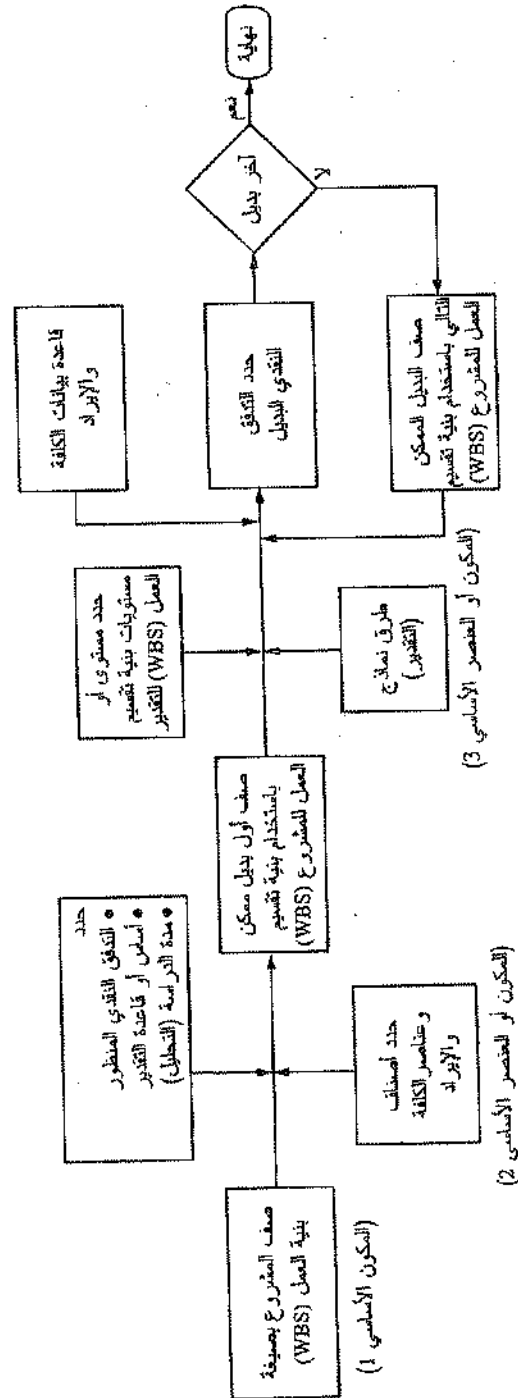 صف المشروع بصيغة
بنية العمل (WBS)
(المكون الأساسي 1)
حدد
• التدفق النقدي المنظور
• أساس أو قاعدة التقدير
• مدة الدراسة (التحليل)
حدد أصناف
وعناصر الكلفة
والإيراد
(المكون أو العنصر الأساسي 2)
صف أول بديل ممكن
باستخدام بنية تقسيم
العمل للمشروع (WBS)
حدد مستوى أو
مستويات بنية تقسيم
العمل (WBS) للتقدير
طرق نماذج
(التقدير)
(المكون أو العنصر الأساسي 3)
قاعدة بيانات الكلفة
والإيراد
حدد التدفق
النقدي البديل
صف البديل الممكن
التالي باستخدام بنية تقسيم
العمل للمشروع (WBS)
آخر بديل
نعم
لا
نهاية